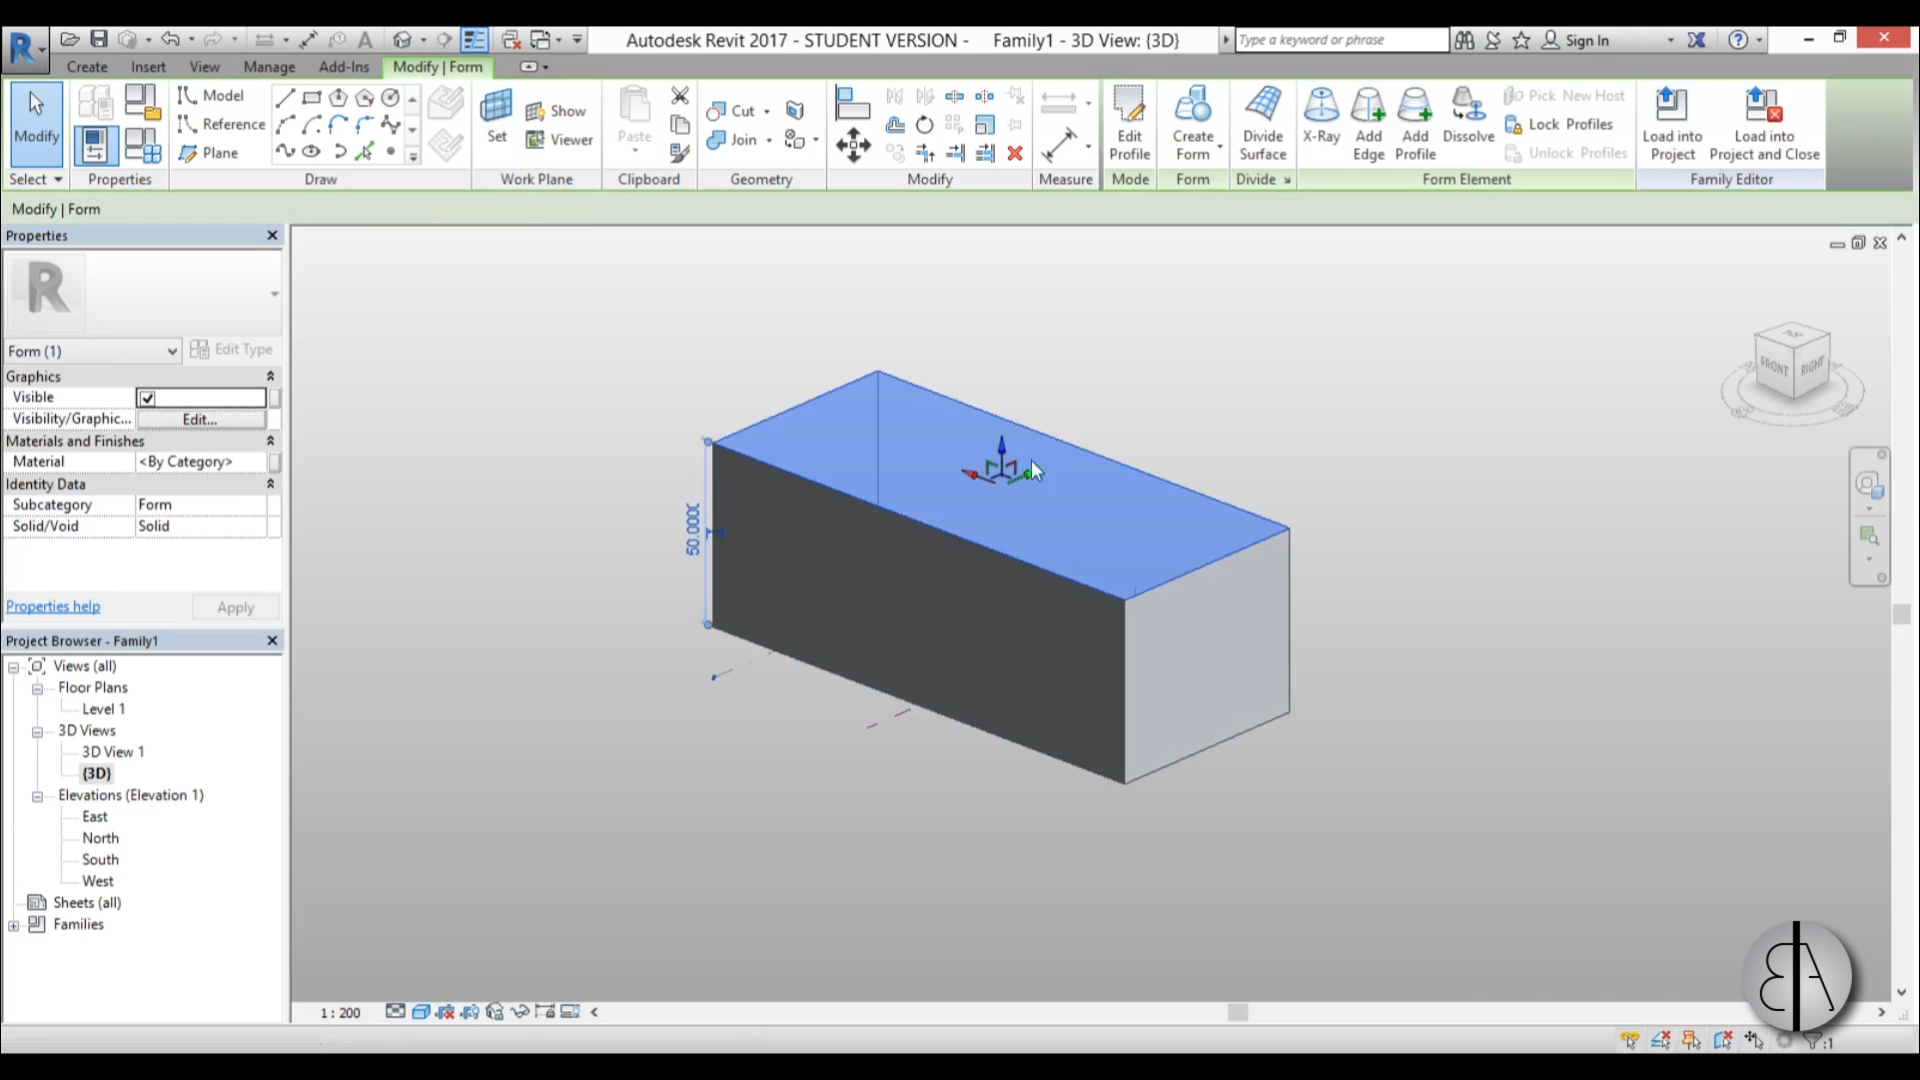 Autodesk Revit 2017 - STUDENT VERSION - Family1 - 3D View: {3D}
Type a keyword or phrase
Sign In
Create Insert View Manage Add-Ins Modify | Form
Modify
Model
Reference
Plane
Set
Show
Viewer
Paste
Cut
Join
Edit Profile
Create Form
Divide Surface
X-Ray
Add Edge
Add Profile
Dissolve
Pick New Host
Lock Profiles
Unlock Profiles
Load into Project
Load into Project and Close
Select Properties Draw Work Plane Clipboard Geometry Modify Measure Mode Form Divide Form Element Family Editor
Modify | Form
Properties
R
Form (1)
Edit Type
Graphics
Visible
Visibility/Graphic... Edit...
Materials and Finishes
Material <By Category>
Identity Data
Subcategory Form
Solid/Void Solid
Properties help Apply
Project Browser - Family1
Views (all)
Floor Plans
Level 1
3D Views
3D View 1
{3D}
Elevations (Elevation 1)
East
North
South
West
Sheets (all)
Families
FRONT
RIGHT
1 : 200
:1